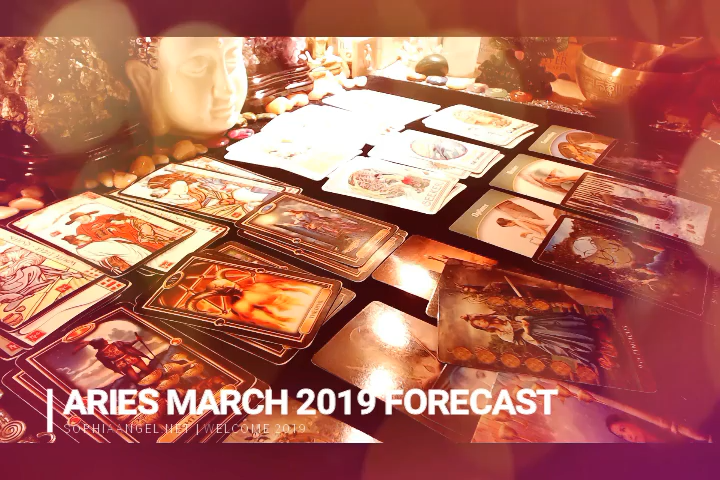 ARIES MARCH 2019 FORECAST
SOPHIAANGEL.NET | WELCOME 2019